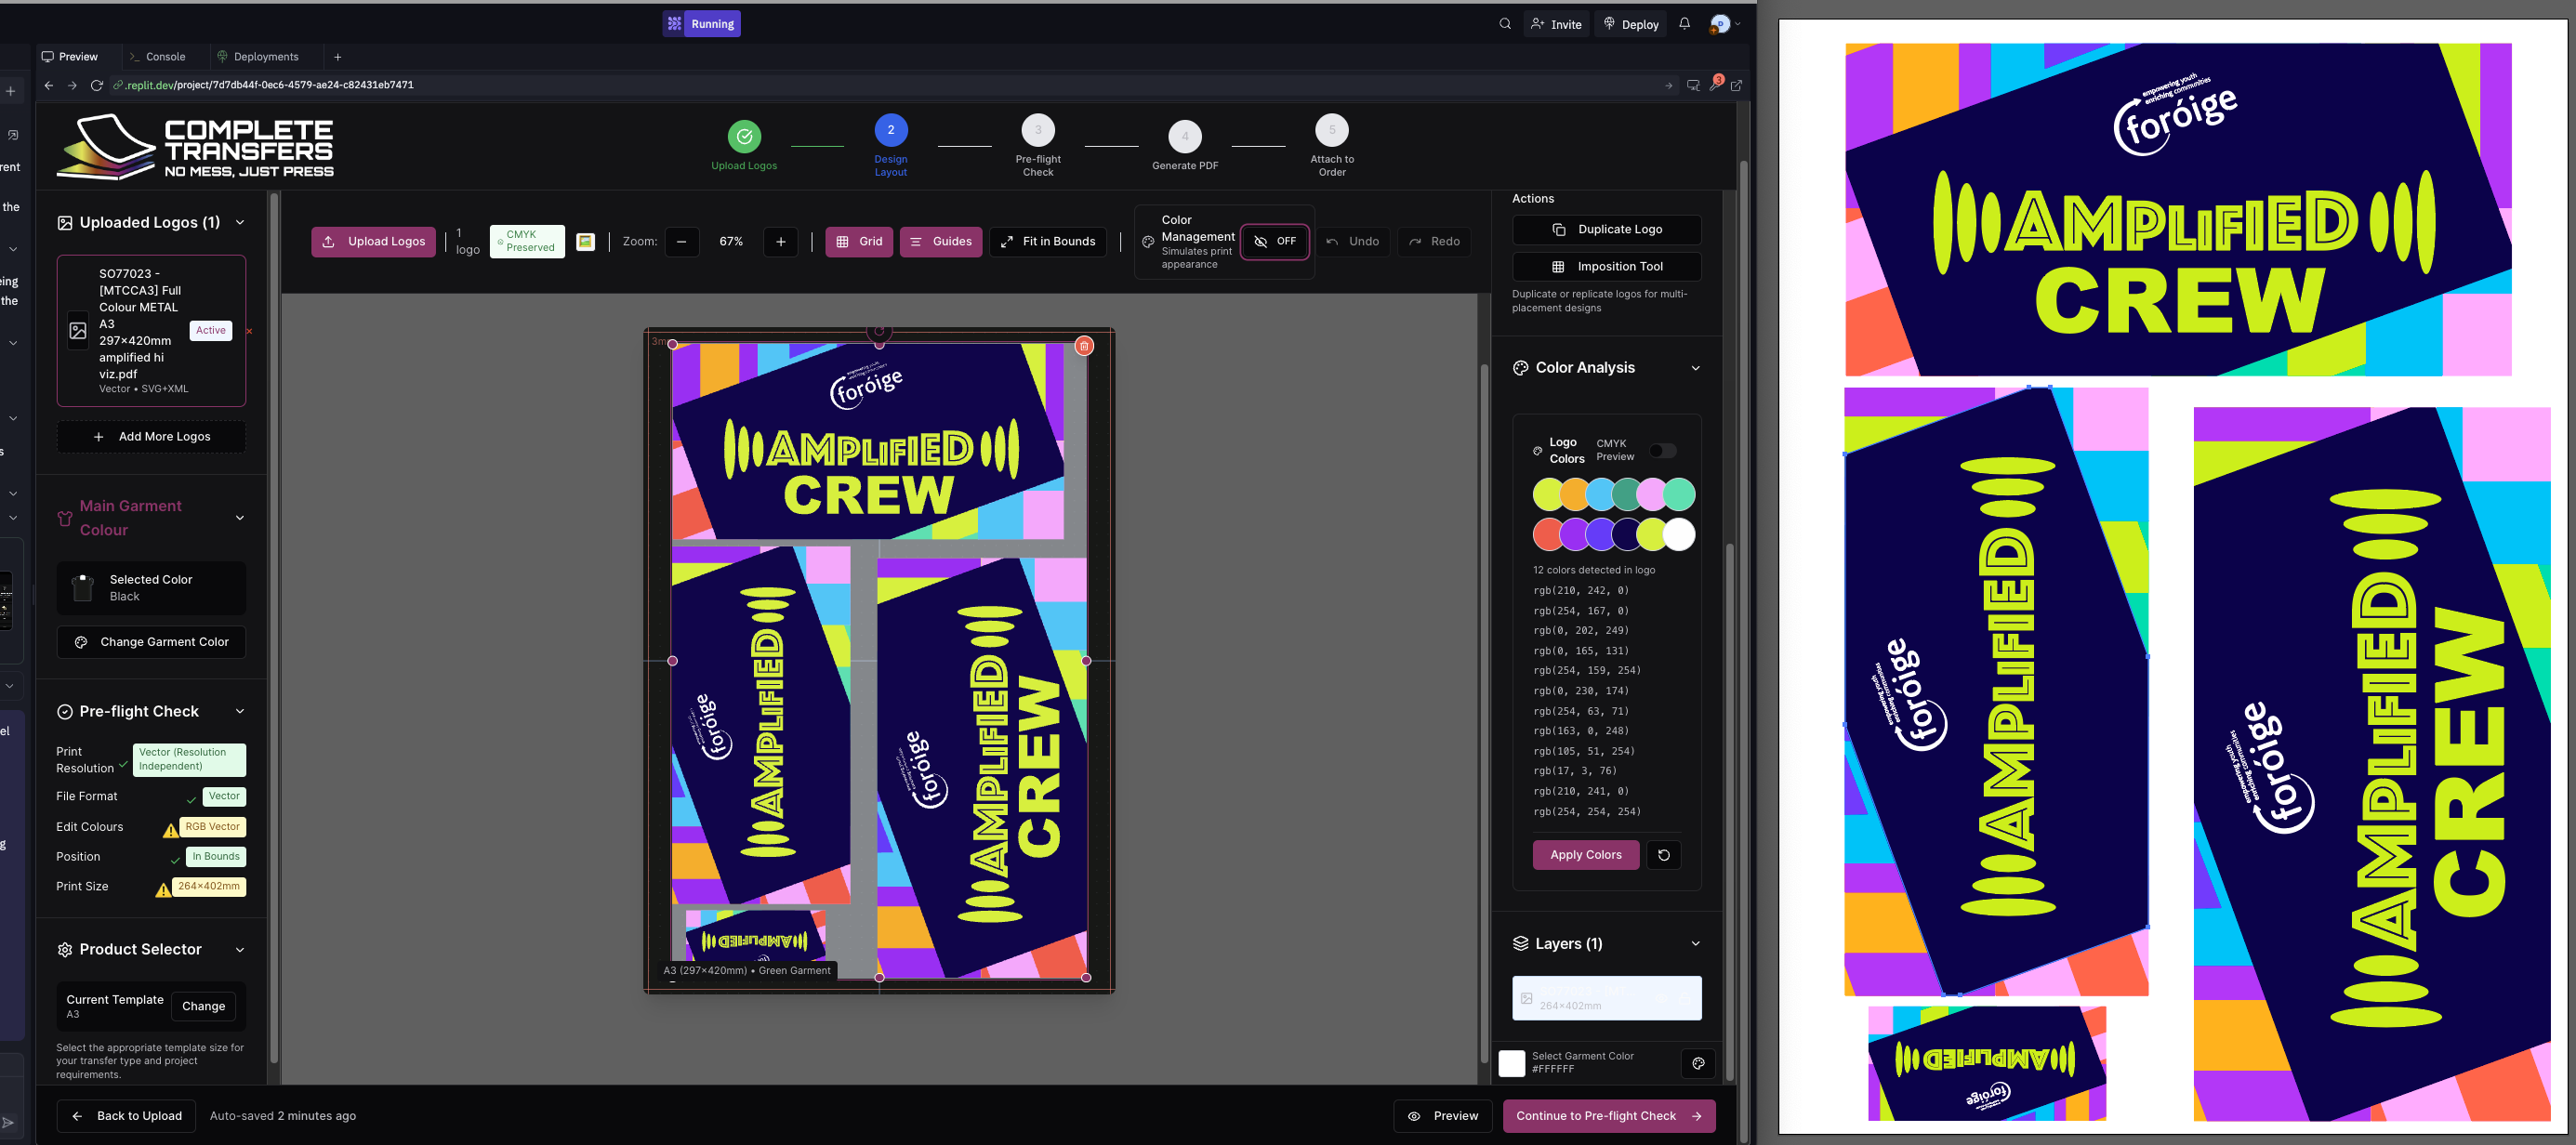 Running
Invite
Deploy
D
Preview
Console
Deployments
.replit.dev/project/7d7db44f-0ec6-4579-ae24-c82431eb7471
3
COMPLETE
TRANSFERS
NO MESS, JUST PRESS
Upload Logos
2
Design
Layout
3
Pre-flight
Check
4
Generate PDF
5
Attach to
Order
rent
the
eing
the
s
el
g
Uploaded Logos (1)
SO77023 -
[MTCCA3] Full
Colour METAL
A3
297×420mm
amplified hi
viz.pdf
Vector • SVG+XML
Active
Add More Logos
Main Garment
Colour
Selected Color
Black
Change Garment Color
Pre-flight Check
Print
Resolution
Vector (Resolution
Independent)
File Format
Vector
Edit Colours
RGB Vector
Position
In Bounds
Print Size
264×402mm
Product Selector
Current Template
A3
Change
Select the appropriate template size for
your transfer type and project
requirements.
Upload Logos
1
logo
CMYK
Preserved
Zoom:
67%
Grid
Guides
Fit in Bounds
Color
Management
Simulates print
appearance
OFF
Undo
Redo
3m
foróige
AMPLIFIED
CREW
foróige
AMPLIFIED
foróige
AMPLIFIED
CREW
AMPLIFIED
A3 (297×420mm) • Green Garment
Actions
Duplicate Logo
Imposition Tool
Duplicate or replicate logos for multi-
placement designs
Color Analysis
Logo
Colors
CMYK
Preview
12 colors detected in logo
rgb(210, 242, 0)
rgb(254, 167, 0)
rgb(0, 202, 249)
rgb(0, 165, 131)
rgb(254, 159, 254)
rgb(0, 230, 174)
rgb(254, 63, 71)
rgb(163, 0, 248)
rgb(105, 51, 254)
rgb(17, 3, 76)
rgb(210, 241, 0)
rgb(254, 254, 254)
Apply Colors
Layers (1)
264×402mm
Select Garment Color
#FFFFFF
Back to Upload
Auto-saved 2 minutes ago
Preview
Continue to Pre-flight Check
empowering youth
enriching communities
foróige
AMPLIFIED
CREW
empowering youth
enriching communities
foróige
AMPLIFIED
empowering youth
enriching communities
foróige
AMPLIFIED
CREW
AMPLIFIED
foróige